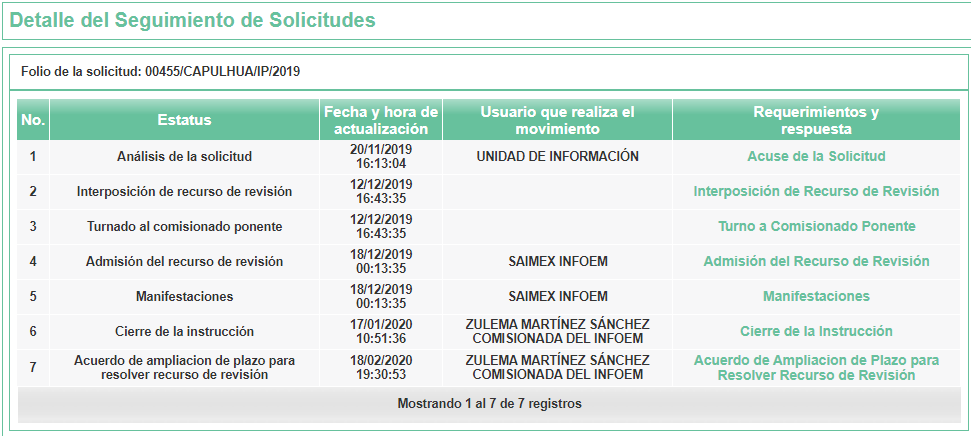 Detalle del Seguimiento de Solicitudes
Folio de la solicitud: 00455/CAPULHUA/IP/2019
No. Estatus Fecha y hora de actualización Usuario que realiza el movimiento Requerimientos y respuesta
1 Análisis de la solicitud 20/11/2019 16:13:04 UNIDAD DE INFORMACIÓN Acuse de la Solicitud
2 Interposición de recurso de revisión 12/12/2019 16:43:35 Interposición de Recurso de Revisión
3 Turnado al comisionado ponente 12/12/2019 16:43:35 Turno a Comisionado Ponente
4 Admisión del recurso de revisión 18/12/2019 00:13:35 SAIMEX INFOEM Admisión del Recurso de Revisión
5 Manifestaciones 18/12/2019 00:13:35 SAIMEX INFOEM Manifestaciones
6 Cierre de la instrucción 17/01/2020 10:51:36 ZULEMA MARTÍNEZ SÁNCHEZ COMISIONADA DEL INFOEM Cierre de la Instrucción
7 Acuerdo de ampliacion de plazo para resolver recurso de revisión 18/02/2020 19:30:53 ZULEMA MARTÍNEZ SÁNCHEZ COMISIONADA DEL INFOEM Acuerdo de Ampliacion de Plazo para Resolver Recurso de Revisión
Mostrando 1 al 7 de 7 registros